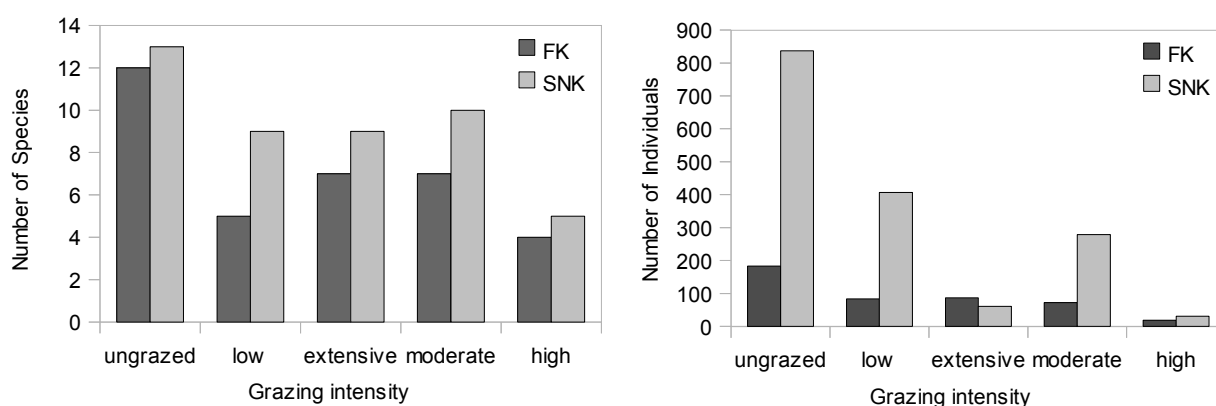 14
12
10
8
6
4
2
0
Number of Species
FK
SNK
ungrazed low extensive moderate high
Grazing intensity
900
800
700
600
500
400
300
200
100
0
Number of Individuals
FK
SNK
ungrazed low extensive moderate high
Grazing intensity